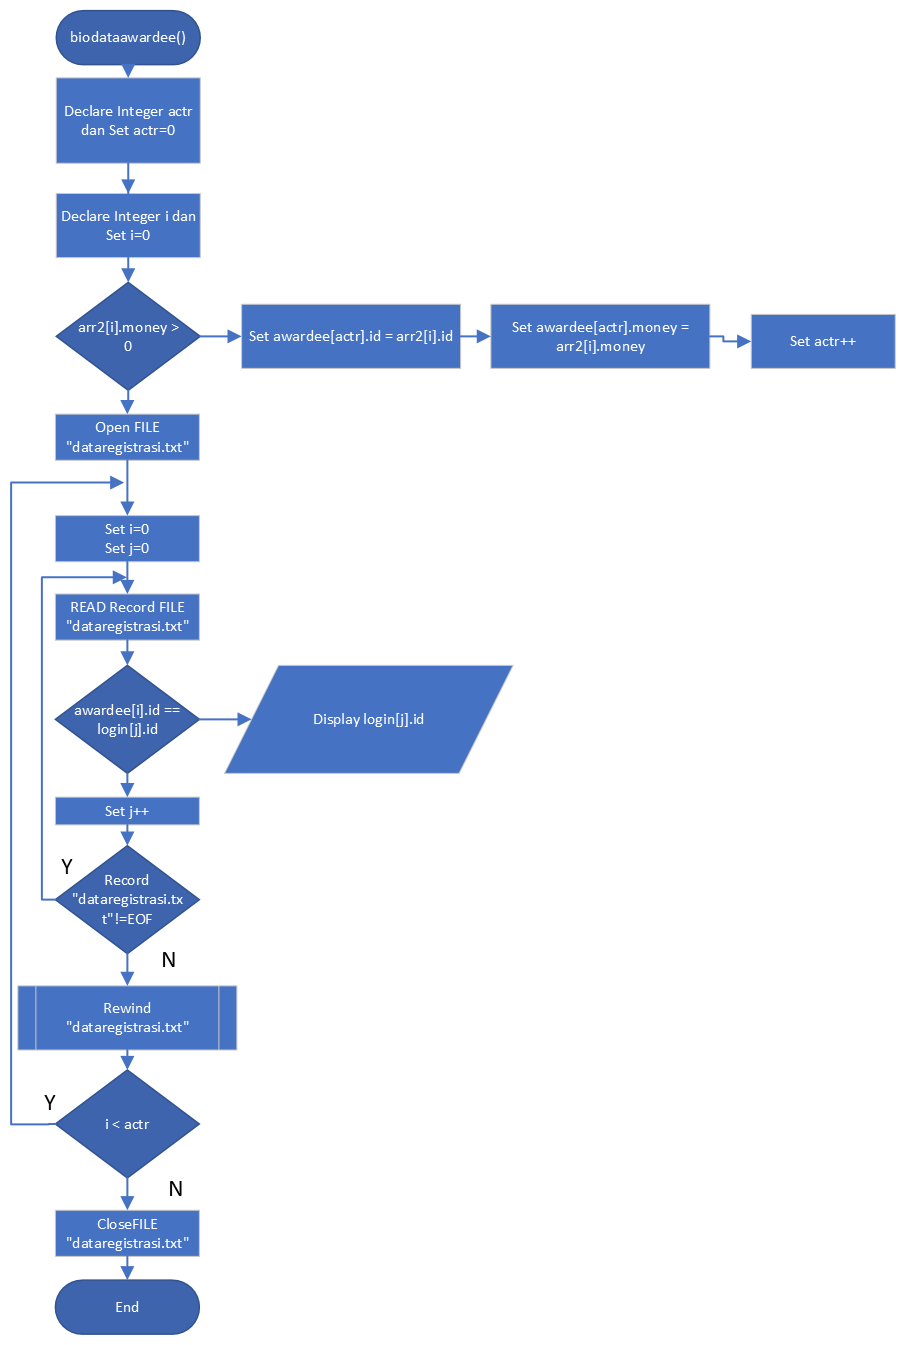 biodataawardee()
Declare Integer actr
dan Set actr=0
Declare Integer i dan
Set i=0
arr2[i].money >
0
Set awardee[actr].id = arr2[i].id
Set awardee[actr].money =
arr2[i].money
Set actr++
Open FILE
"dataregistrasi.txt"
Set i=0
Set j=0
READ Record FILE
"dataregistrasi.txt"
awardee[i].id ==
login[j].id
Display login[j].id
Set j++
Y
Record
"dataregistrasi.tx
t"!=EOF
N
Rewind
"dataregistrasi.txt"
Y
i < actr
N
CloseFILE
"dataregistrasi.txt"
End